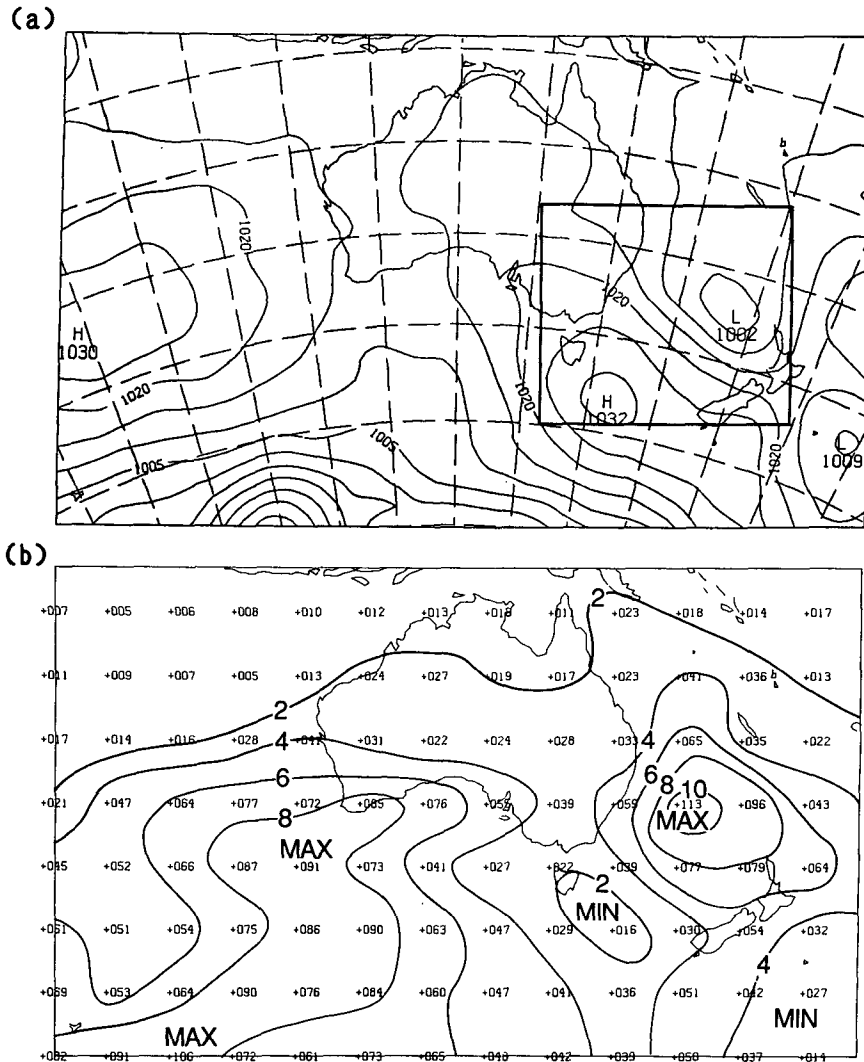 (a)
b
1020
1020
H
1030
L
1002
1020
1020
H
1032
1005
1020
L
1009
(b)
+007 +005 +006 +008 +010 +012 +013 +018 +011 2 +023 +018 +014 +017
+011 +009 +007 +005 +013 +024 +027 +019 +017 +023 +041 +036 b +013
2
+017 +014 +016 +028 4 +041 +031 +022 +024 +028 +033 4 +065 +035 +022
6 6 8 10
+021 +047 +064 +077 +072 +085 +076 +039 +059 +113 +096 +043
8 MAX
MAX
+045 +052 +066 +087 +091 +073 +041 +027 +022 +039 +077 +079 +064
2
MIN
+051 +054 +075 +086 +090 +063 +047 +029 +016 +030 +054 +032
4
+069 +053 +064 +090 +076 +084 +060 +047 +041 +036 +051 +042 +027
MAX MIN
+091 +106 +072 +061 +073 +065 +048 +042 +039 +050 +037 +014